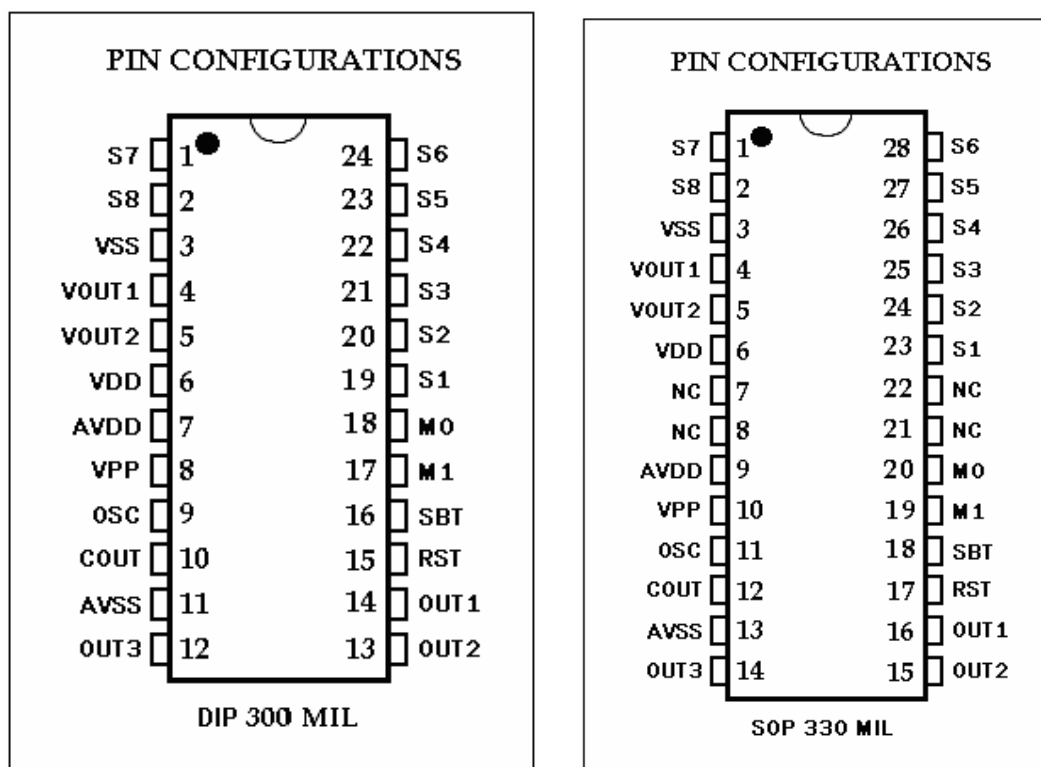 PIN CONFIGURATIONS
S7 1 24 S6
S8 2 23 S5
VSS 3 22 S4
VOUT1 4 21 S3
VOUT2 5 20 S2
VDD 6 19 S1
AVDD 7 18 M0
VPP 8 17 M1
OSC 9 16 SBT
COUT 10 15 RST
AVSS 11 14 OUT1
OUT3 12 13 OUT2
DIP 300 MIL
PIN CONFIGURATIONS
S7 1 28 S6
S8 2 27 S5
VSS 3 26 S4
VOUT1 4 25 S3
VOUT2 5 24 S2
VDD 6 23 S1
NC 7 22 NC
NC 8 21 NC
AVDD 9 20 M0
VPP 10 19 M1
OSC 11 18 SBT
COUT 12 17 RST
AVSS 13 16 OUT1
OUT3 14 15 OUT2
SOP 330 MIL